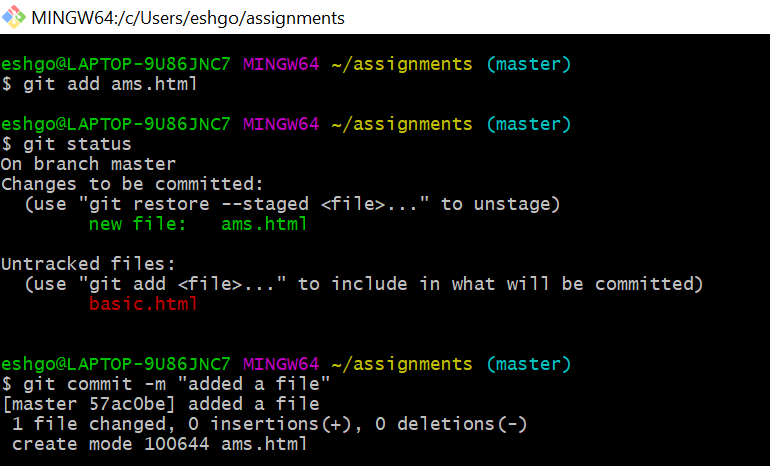 MINGW64:/c/Users/eshgo/assignments
eshgo@LAPTOP-9U86JNC7 MINGW64 ~/assignments (master)
$ git add ams.html
eshgo@LAPTOP-9U86JNC7 MINGW64 ~/assignments (master)
$ git status
On branch master
Changes to be committed:
  (use "git restore --staged <file>..." to unstage)
        new file:   ams.html
Untracked files:
  (use "git add <file>..." to include in what will be committed)
        basic.html
eshgo@LAPTOP-9U86JNC7 MINGW64 ~/assignments (master)
$ git commit -m "added a file"
[master 57ac0be] added a file
 1 file changed, 0 insertions(+), 0 deletions(-)
 create mode 100644 ams.html